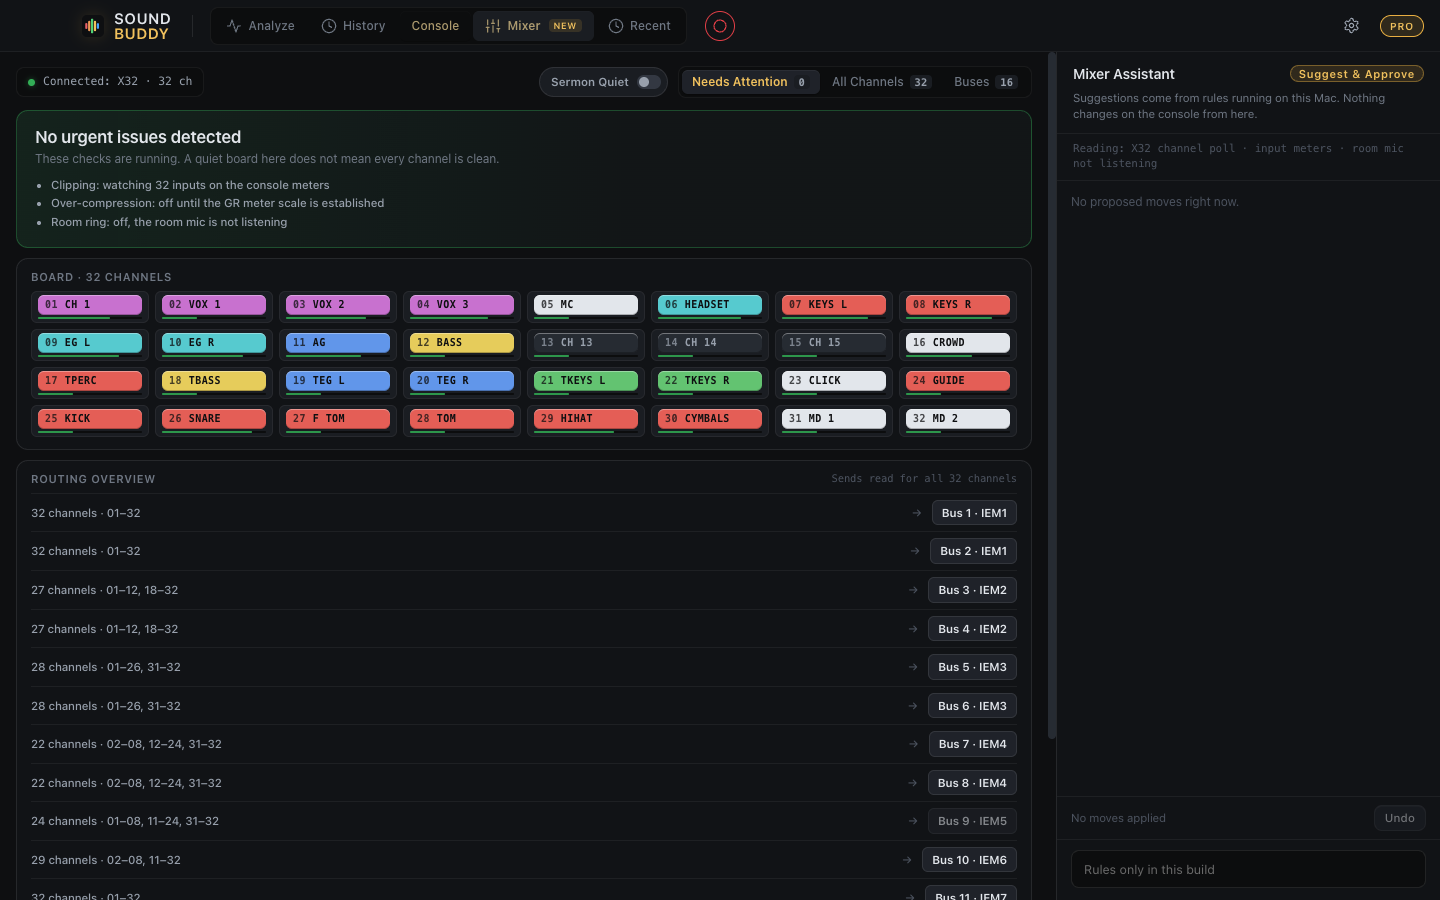 SOUND
BUDDY
Analyze
History
Console
Mixer NEW
Recent
PRO
Connected: X32 · 32 ch
Sermon Quiet
Needs Attention 0
All Channels 32
Buses 16
No urgent issues detected
These checks are running. A quiet board here does not mean every channel is clean.
• Clipping: watching 32 inputs on the console meters
• Over-compression: off until the GR meter scale is established
• Room ring: off, the room mic is not listening
BOARD · 32 CHANNELS
01 CH 1
02 VOX 1
03 VOX 2
04 VOX 3
05 MC
06 HEADSET
07 KEYS L
08 KEYS R
09 EG L
10 EG R
11 AG
12 BASS
13 CH 13
14 CH 14
15 CH 15
16 CROWD
17 TPERC
18 TBASS
19 TEG L
20 TEG R
21 TKEYS L
22 TKEYS R
23 CLICK
24 GUIDE
25 KICK
26 SNARE
27 F TOM
28 TOM
29 HIHAT
30 CYMBALS
31 MD 1
32 MD 2
ROUTING OVERVIEW
Sends read for all 32 channels
32 channels · 01–32 → Bus 1 · IEM1
32 channels · 01–32 → Bus 2 · IEM1
27 channels · 01–12, 18–32 → Bus 3 · IEM2
27 channels · 01–12, 18–32 → Bus 4 · IEM2
28 channels · 01–26, 31–32 → Bus 5 · IEM3
28 channels · 01–26, 31–32 → Bus 6 · IEM3
22 channels · 02–08, 12–24, 31–32 → Bus 7 · IEM4
22 channels · 02–08, 12–24, 31–32 → Bus 8 · IEM4
24 channels · 01–08, 11–24, 31–32 → Bus 9 · IEM5
29 channels · 02–08, 11–32 → Bus 10 · IEM6
32 channels · 01–32 → Bus 11 · IEM7
Mixer Assistant
Suggest & Approve
Suggestions come from rules running on this Mac. Nothing
changes on the console from here.
Reading: X32 channel poll · input meters · room mic
not listening
No proposed moves right now.
No moves applied
Undo
Rules only in this build